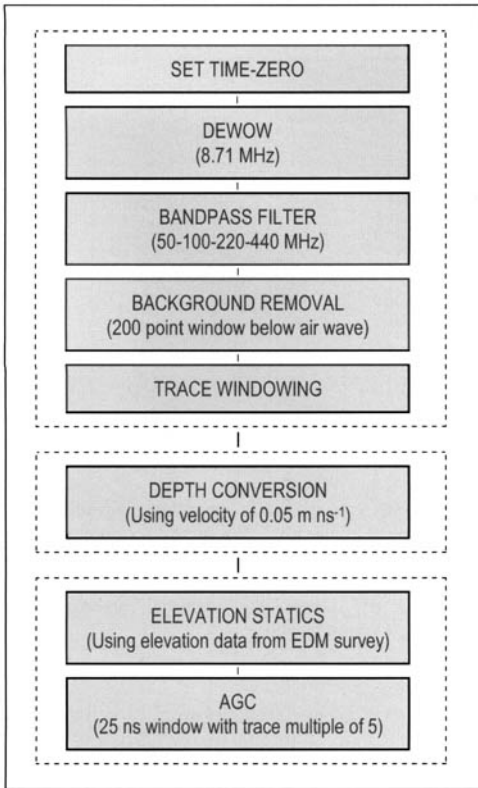 SET TIME-ZERO
DEWOW
(8.71 MHz)
BANDPASS FILTER
(50-100-220-440 MHz)
BACKGROUND REMOVAL
(200 point window below air wave)
TRACE WINDOWING
DEPTH CONVERSION
(Using velocity of 0.05 m ns⁻¹)
ELEVATION STATICS
(Using elevation data from EDM survey)
AGC
(25 ns window with trace multiple of 5)